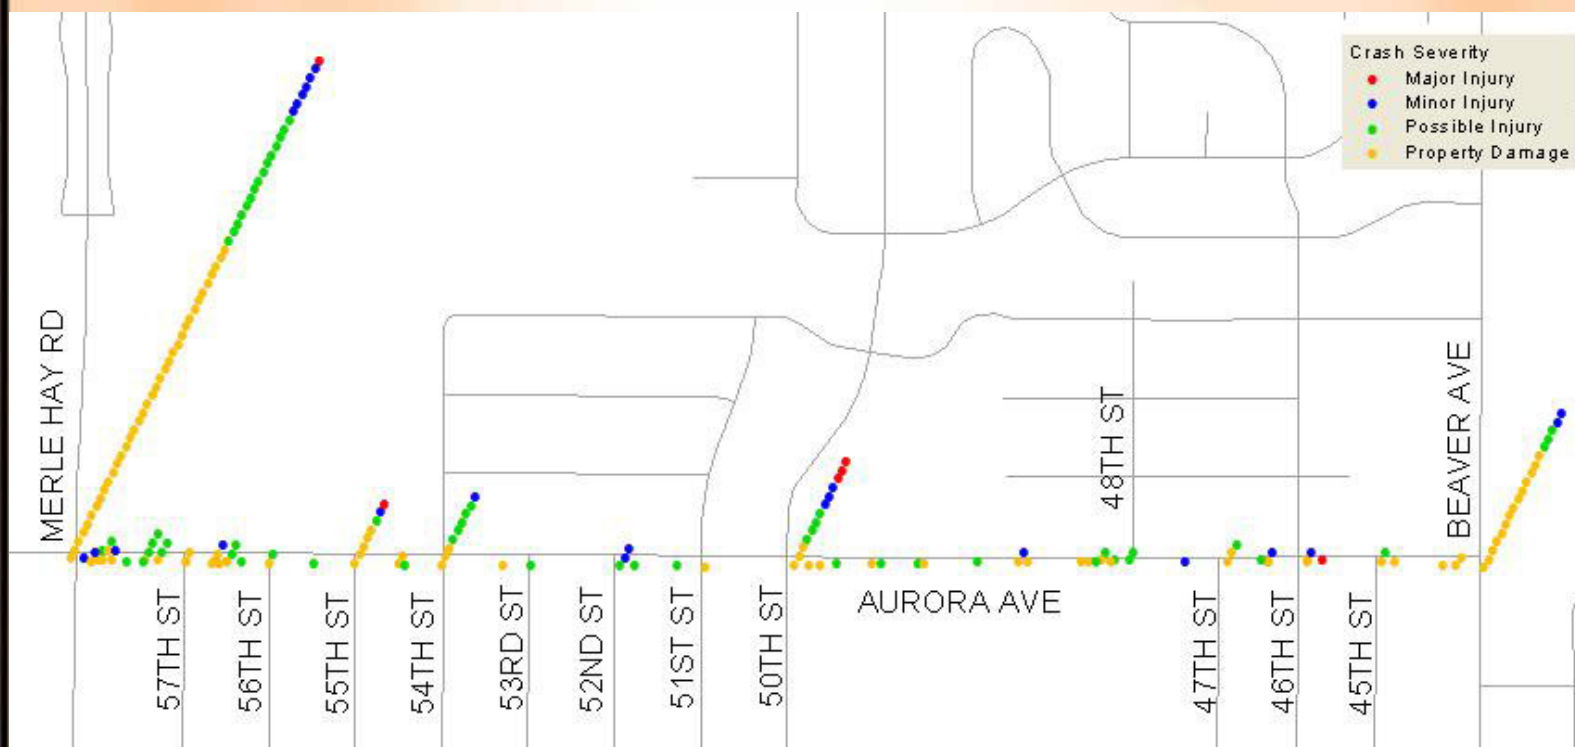 Crash Severity
Major Injury
Minor Injury
Possible Injury
Property Damage
MERLE HAY RD
BEAVER AVE
48TH ST
AURORA AVE
57TH ST
56TH ST
55TH ST
54TH ST
53RD ST
52ND ST
51ST ST
50TH ST
47TH ST
46TH ST
45TH ST